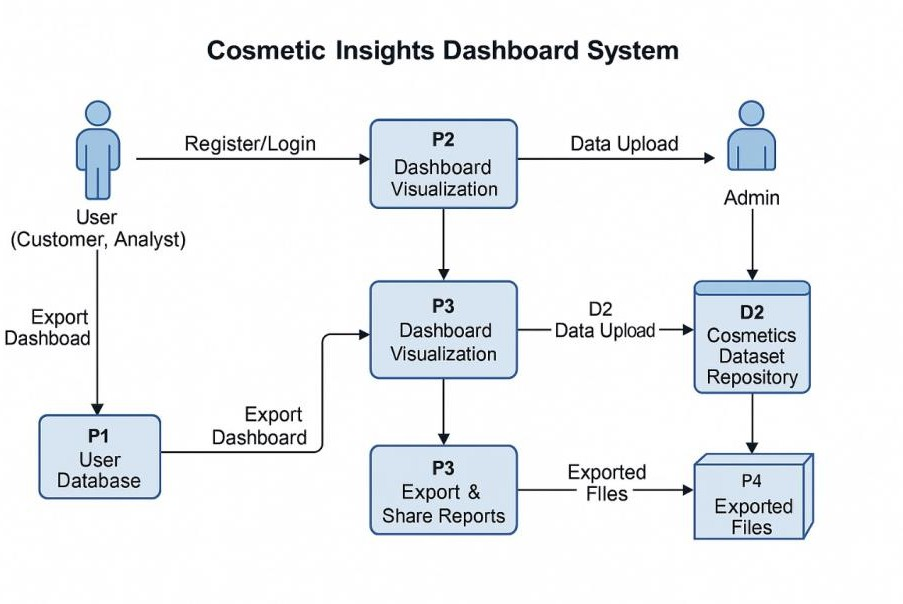 Cosmetic Insights Dashboard System
Register/Login
P2
Dashboard
Visualization
Data Upload
Admin
User
(Customer, Analyst)
Export
Dashboad
P3
Dashboard
Visualization
D2
Data Upload
D2
Cosmetics
Dataset
Repository
P1
User
Database
Export
Dashboard
P3
Export &
Share Reports
Exported
FIles
P4
Exported
Files